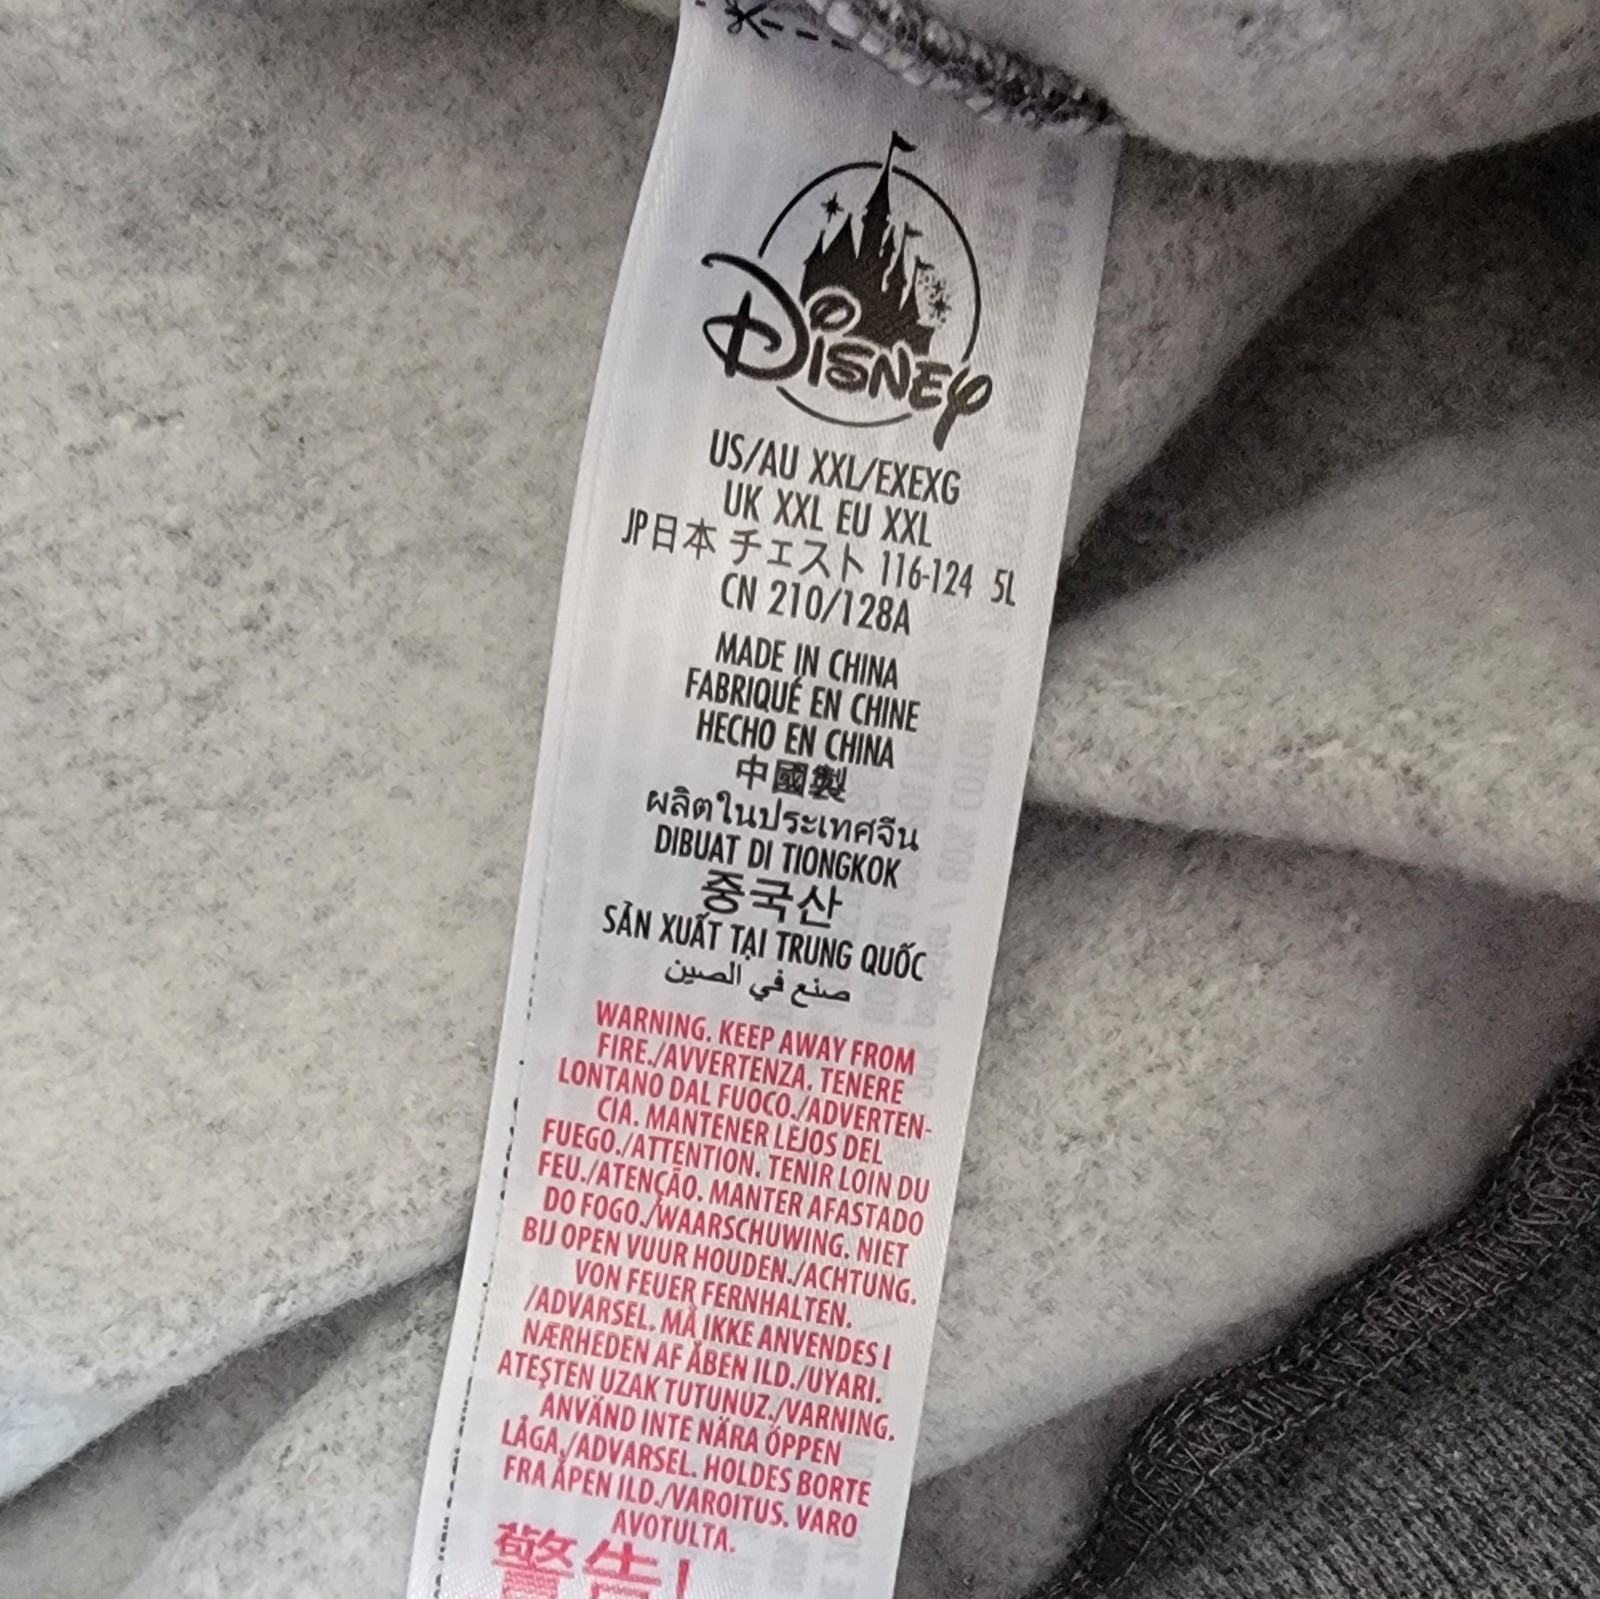 Disney
US/AU XXL/EXEXG
UK XXL EU XXL
JP日本 チェスト 116-124 5L
CN 210/128A
MADE IN CHINA
FABRIQUÉ EN CHINE
HECHO EN CHINA
中國製
ผลิตในประเทศจีน
DIBUAT DI TIONGKOK
중국산
SẢN XUẤT TẠI TRUNG QUỐC
صنع في الصين
WARNING. KEEP AWAY FROM
FIRE./AVVERTENZA. TENERE
LONTANO DAL FUOCO./ADVERTEN-
CIA. MANTENER LEJOS DEL
FUEGO./ATTENTION. TENIR LOIN DU
FEU./ATENÇÃO. MANTER AFASTADO
DO FOGO./WAARSCHUWING. NIET
BIJ OPEN VUUR HOUDEN./ACHTUNG.
VON FEUER FERNHALTEN.
/ADVARSEL. MÅ IKKE ANVENDES I
NÆRHEDEN AF ÅBEN ILD./UYARI.
ATEŞTEN UZAK TUTUNUZ./VARNING.
ANVÄND INTE NÄRA ÖPPEN
LÅGA./ADVARSEL. HOLDES BORTE
FRA ÅPEN ILD./VAROITUS. VARO
AVOTULTA.
警告!